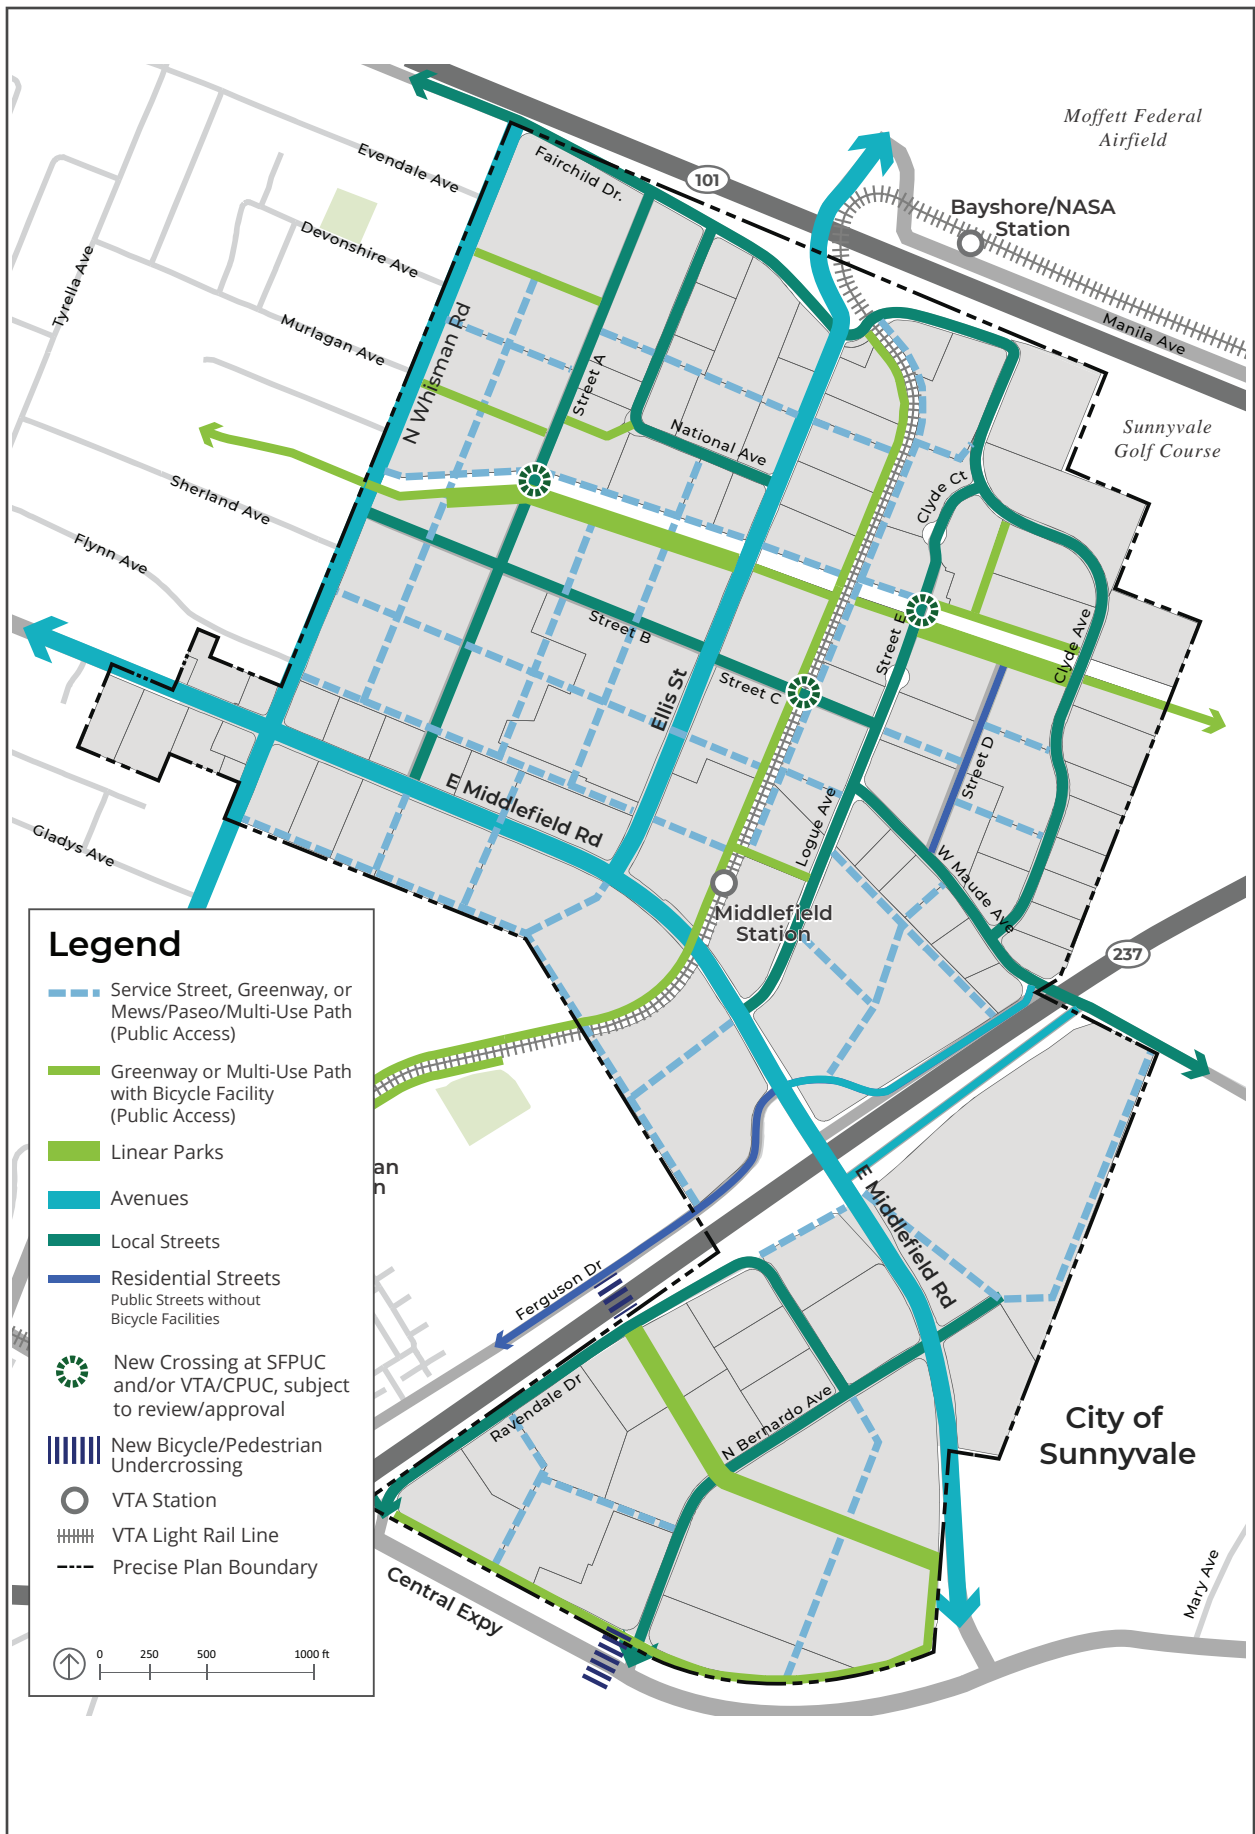 Moffett Federal
Airfield
101
Bayshore/NASA
Station
Manila Ave
Sunnyvale
Golf Course
Evendale Ave
Fairchild Dr.
Devonshire Ave
Tyrella Ave
Murlagan Ave
N Whisman Rd
Street A
National Ave
Clyde Ct
Sherland Ave
Flynn Ave
Street B
Street E
Clyde Ave
Street C
Ellis St
Street D
E Middlefield Rd
Logue Ave
W Maude Ave
Gladys Ave
Middlefield
Station
237
Legend
Service Street, Greenway, or
Mews/Paseo/Multi-Use Path
(Public Access)
Greenway or Multi-Use Path
with Bicycle Facility
(Public Access)
Linear Parks
Avenues
Local Streets
Residential Streets
Public Streets without
Bicycle Facilities
New Crossing at SFPUC
and/or VTA/CPUC, subject
to review/approval
New Bicycle/Pedestrian
Undercrossing
VTA Station
VTA Light Rail Line
Precise Plan Boundary
0 250 500 1000 ft
an
n
E Middlefield Rd
Ferguson Dr
Ravendale Dr
N Bernardo Ave
City of
Sunnyvale
Central Expy
Mary Ave